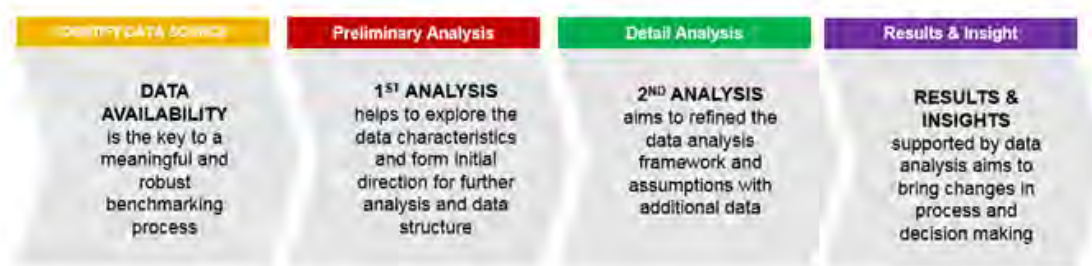 IDENTIFY DATA SOURCE
DATA
AVAILABILITY
is the key to a
meaningful and
robust
benchmarking
process
Preliminary Analysis
1ST ANALYSIS
helps to explore the
data characteristics
and form initial
direction for further
analysis and data
structure
Detail Analysis
2ND ANALYSIS
aims to refined the
data analysis
framework and
assumptions with
additional data
Results & Insight
RESULTS &
INSIGHTS
supported by data
analysis aims to
bring changes in
process and
decision making